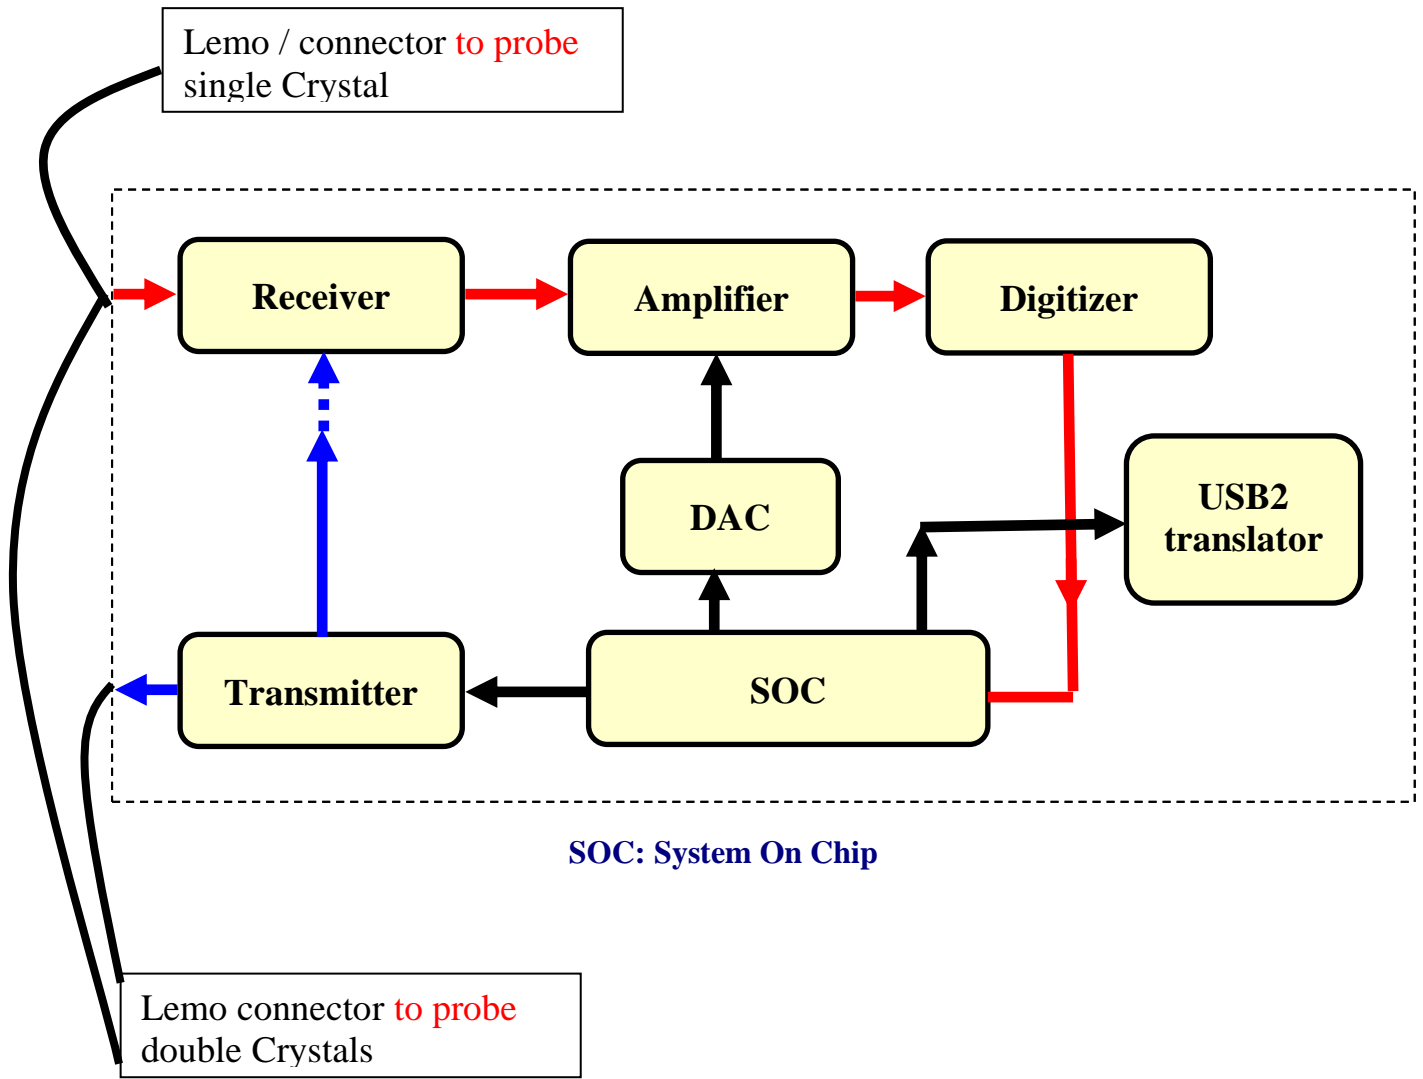 Lemo / connector to probe
single Crystal
Receiver
Amplifier
Digitizer
DAC
USB2
translator
Transmitter
SOC
SOC: System On Chip
Lemo connector to probe
double Crystals